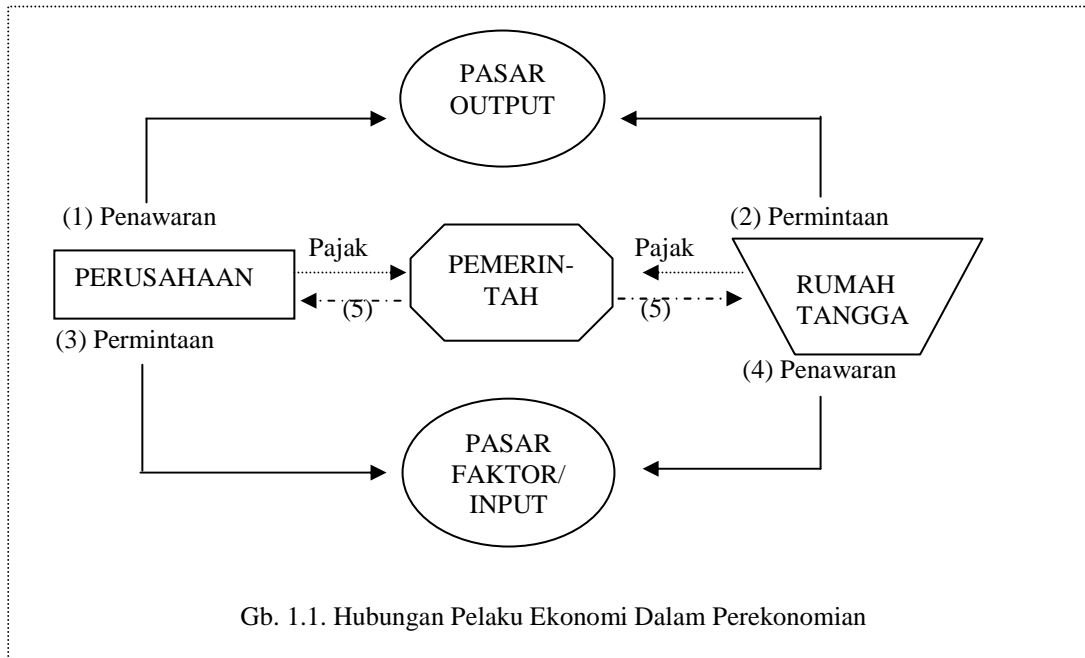 PASAR
OUTPUT
(1) Penawaran
(2) Permintaan
PERUSAHAAN
Pajak
PEMERIN-
TAH
Pajak
RUMAH
TANGGA
(5)
(5)
(3) Permintaan
(4) Penawaran
PASAR
FAKTOR/
INPUT
Gb. 1.1. Hubungan Pelaku Ekonomi Dalam Perekonomian